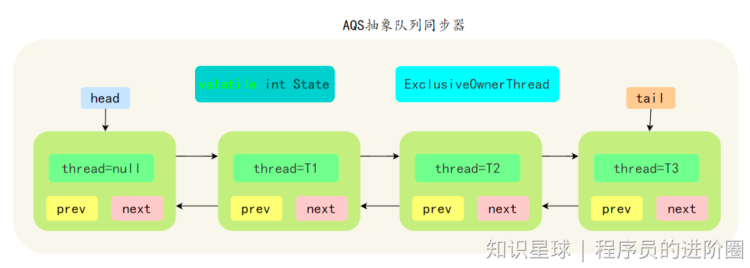 AQS抽象队列同步器
volatile int State
ExclusiveOwnerThread
head
tail
thread=null
thread=T1
thread=T2
thread=T3
prev
next
prev
next
prev
next
prev
next
知识星球 | 程序员的进阶圈